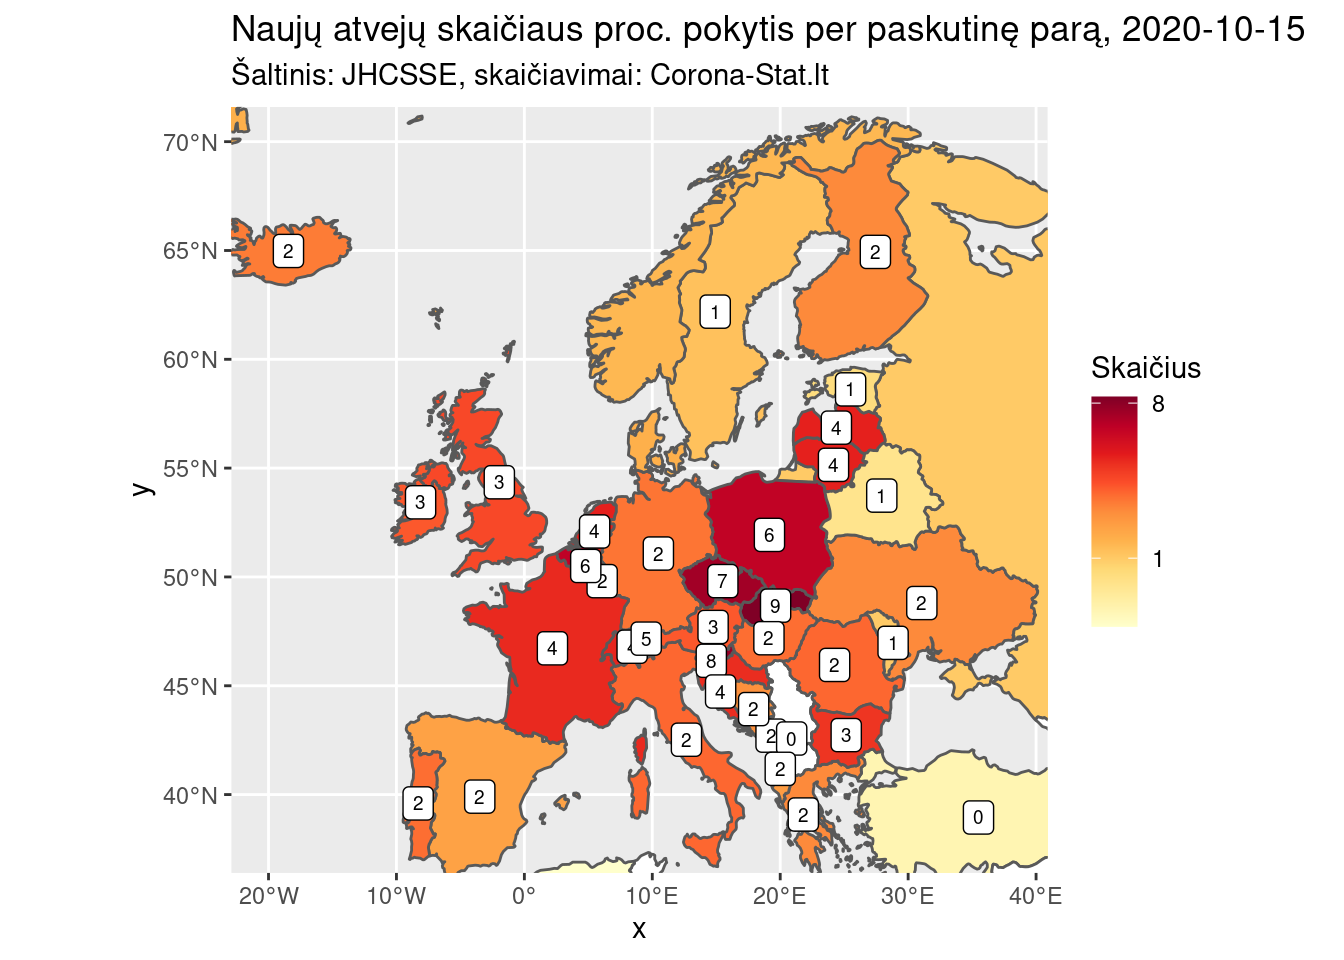 Naujų atvejų skaičiaus proc. pokytis per paskutinę parą, 2020-10-15
Šaltinis: JHCSSE, skaičiavimai: Corona-Stat.lt
70°N
65°N
60°N
55°N
50°N
45°N
40°N
y
2
2
1
1
4
4
1
3
3
4
6
2
2
6
7
9
2
3
2
1
4
4
5
8
2
4
2
2
2
0
3
2
2
2
2
0
20°W
10°W
0°
10°E
20°E
30°E
40°E
x
Skaičius
8
1